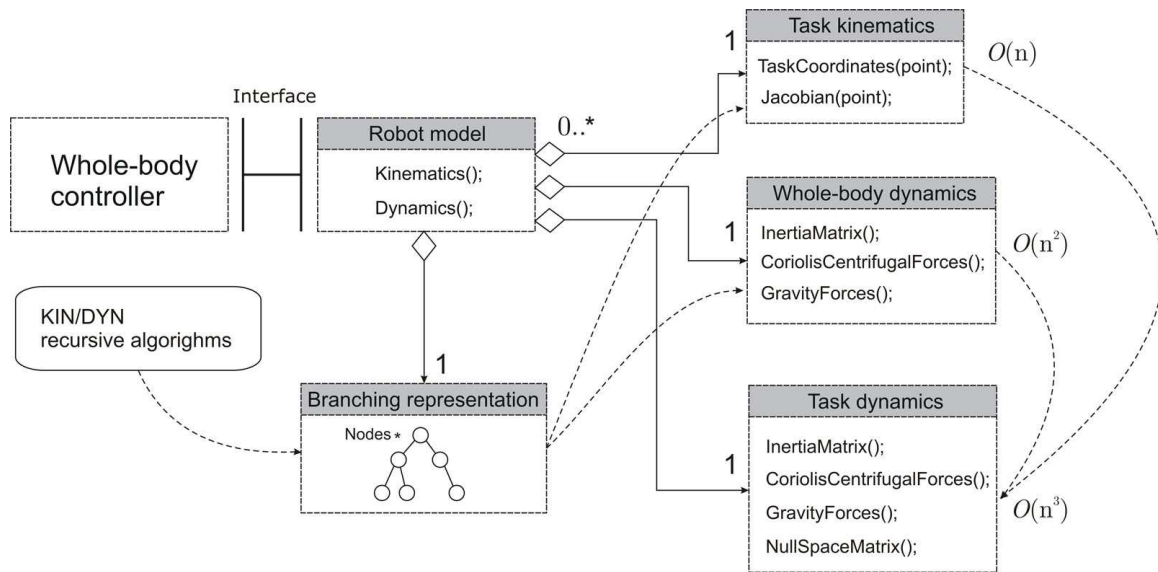 Interface
Whole-body
controller
Robot model
Kinematics();
Dynamics();
0..*
1
Task kinematics
TaskCoordinates(point);
Jacobian(point);
O(n)
1
Whole-body dynamics
InertiaMatrix();
CoriolisCentrifugalForces();
GravityForces();
O(n²)
KIN/DYN
recursive algorighms
1
Branching representation
Nodes *
1
Task dynamics
InertiaMatrix();
CoriolisCentrifugalForces();
GravityForces();
NullSpaceMatrix();
O(n³)